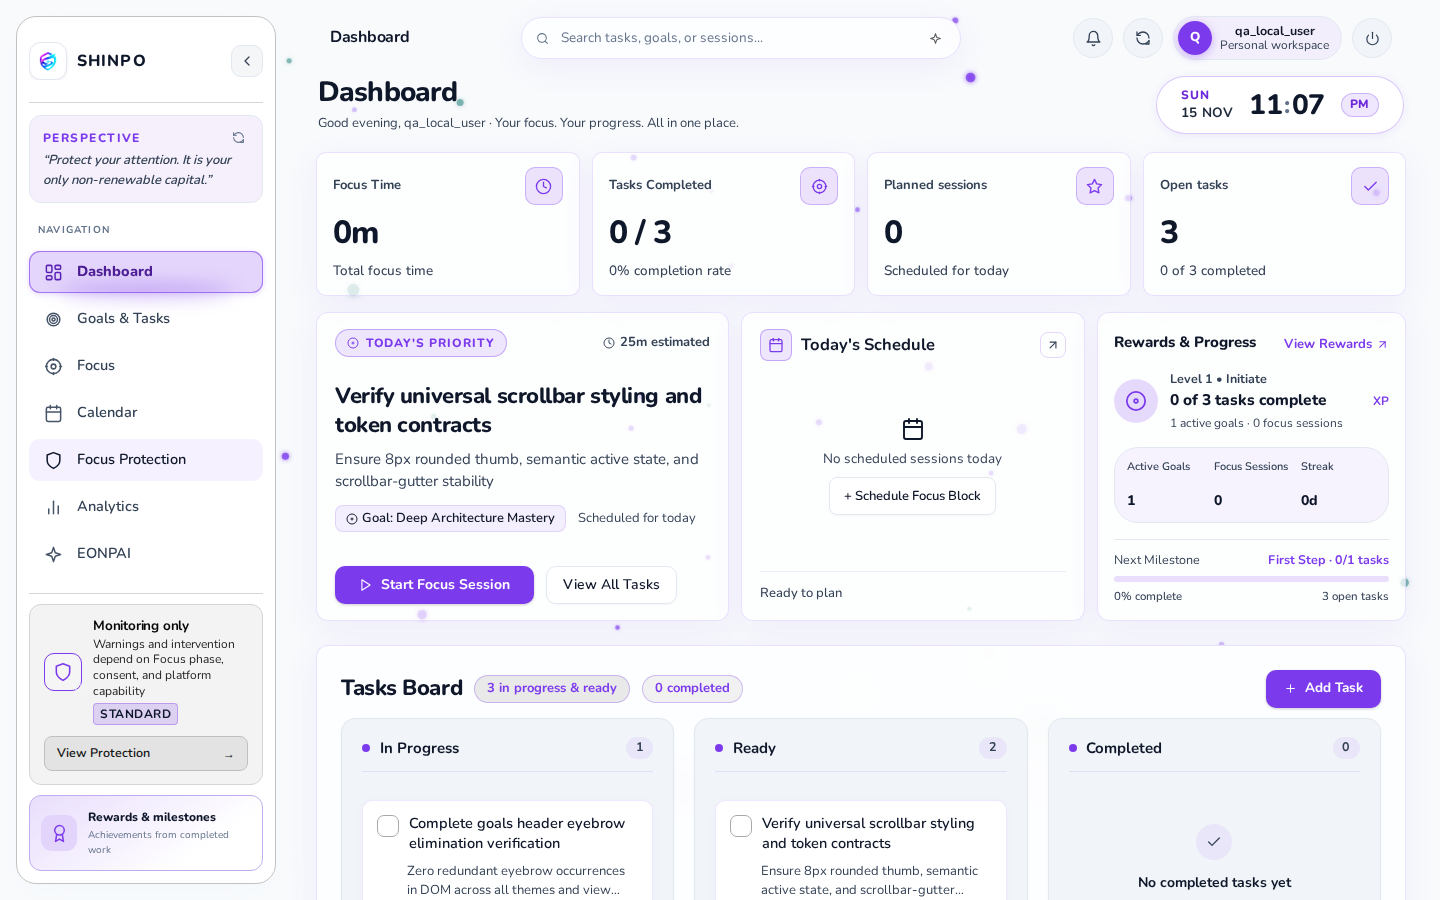 SHINPO
PERSPECTIVE
“Protect your attention. It is your
only non-renewable capital.”
NAVIGATION
Dashboard
Goals & Tasks
Focus
Calendar
Focus Protection
Analytics
EONPAI
Monitoring only
Warnings and intervention
depend on Focus phase,
consent, and platform
capability
STANDARD
View Protection →
Rewards & milestones
Achievements from completed
work
Dashboard
Search tasks, goals, or sessions...
Q
qa_local_user
Personal workspace
Dashboard
Good evening, qa_local_user · Your focus. Your progress. All in one place.
SUN
15 NOV
11:07
PM
Focus Time
0m
Total focus time
Tasks Completed
0 / 3
0% completion rate
Planned sessions
0
Scheduled for today
Open tasks
3
0 of 3 completed
TODAY'S PRIORITY
25m estimated
Verify universal scrollbar styling and
token contracts
Ensure 8px rounded thumb, semantic active state, and
scrollbar-gutter stability
Goal: Deep Architecture Mastery
Scheduled for today
Start Focus Session
View All Tasks
Today's Schedule
No scheduled sessions today
+ Schedule Focus Block
Ready to plan
Rewards & Progress
View Rewards
Level 1 • Initiate
0 of 3 tasks complete
XP
1 active goals · 0 focus sessions
Active Goals Focus Sessions Streak
1 0 0d
Next Milestone
First Step · 0/1 tasks
0% complete
3 open tasks
Tasks Board
3 in progress & ready
0 completed
+ Add Task
In Progress
1
Complete goals header eyebrow
elimination verification
Zero redundant eyebrow occurrences
in DOM across all themes and view...
Ready
2
Verify universal scrollbar styling
and token contracts
Ensure 8px rounded thumb, semantic
active state, and scrollbar-gutter...
Completed
0
No completed tasks yet